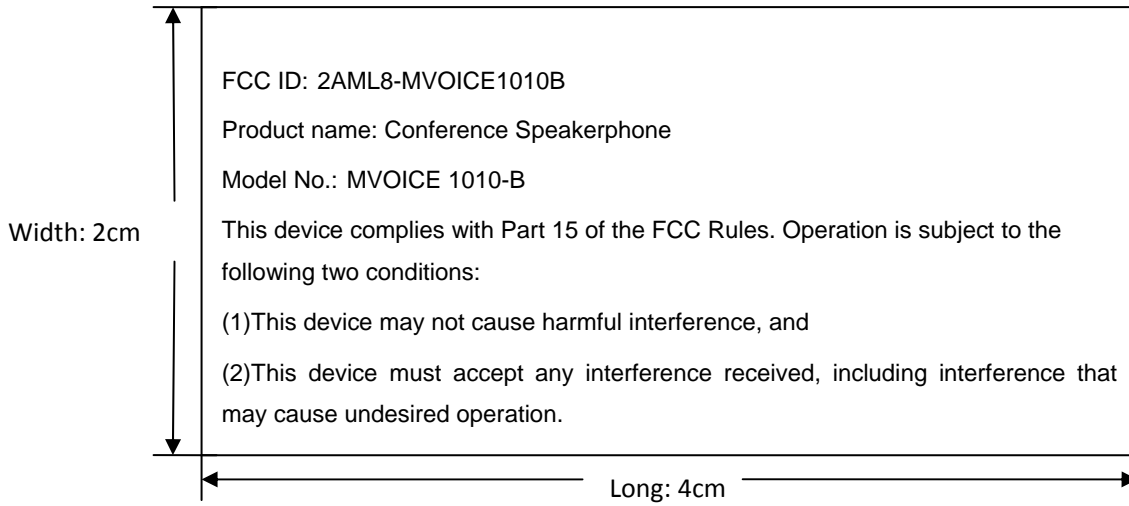 FCC ID: 2AML8-MVOICE1010B
Product name: Conference Speakerphone
Model No.: MVOICE 1010-B
Width: 2cm
This device complies with Part 15 of the FCC Rules. Operation is subject to the
following two conditions:
(1)This device may not cause harmful interference, and
(2)This device must accept any interference received, including interference that
may cause undesired operation.
Long: 4cm